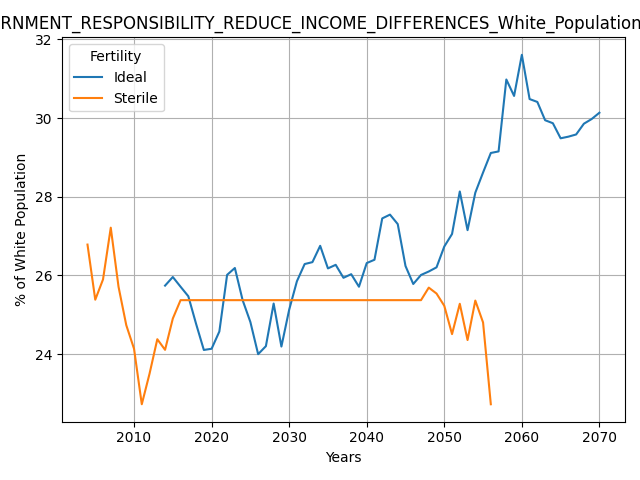 RNMENT_RESPONSIBILITY_REDUCE_INCOME_DIFFERENCES_White_Population
Fertility
Ideal
Sterile
% of White Population
32
30
28
26
24
2010 2020 2030 2040 2050 2060 2070
Years